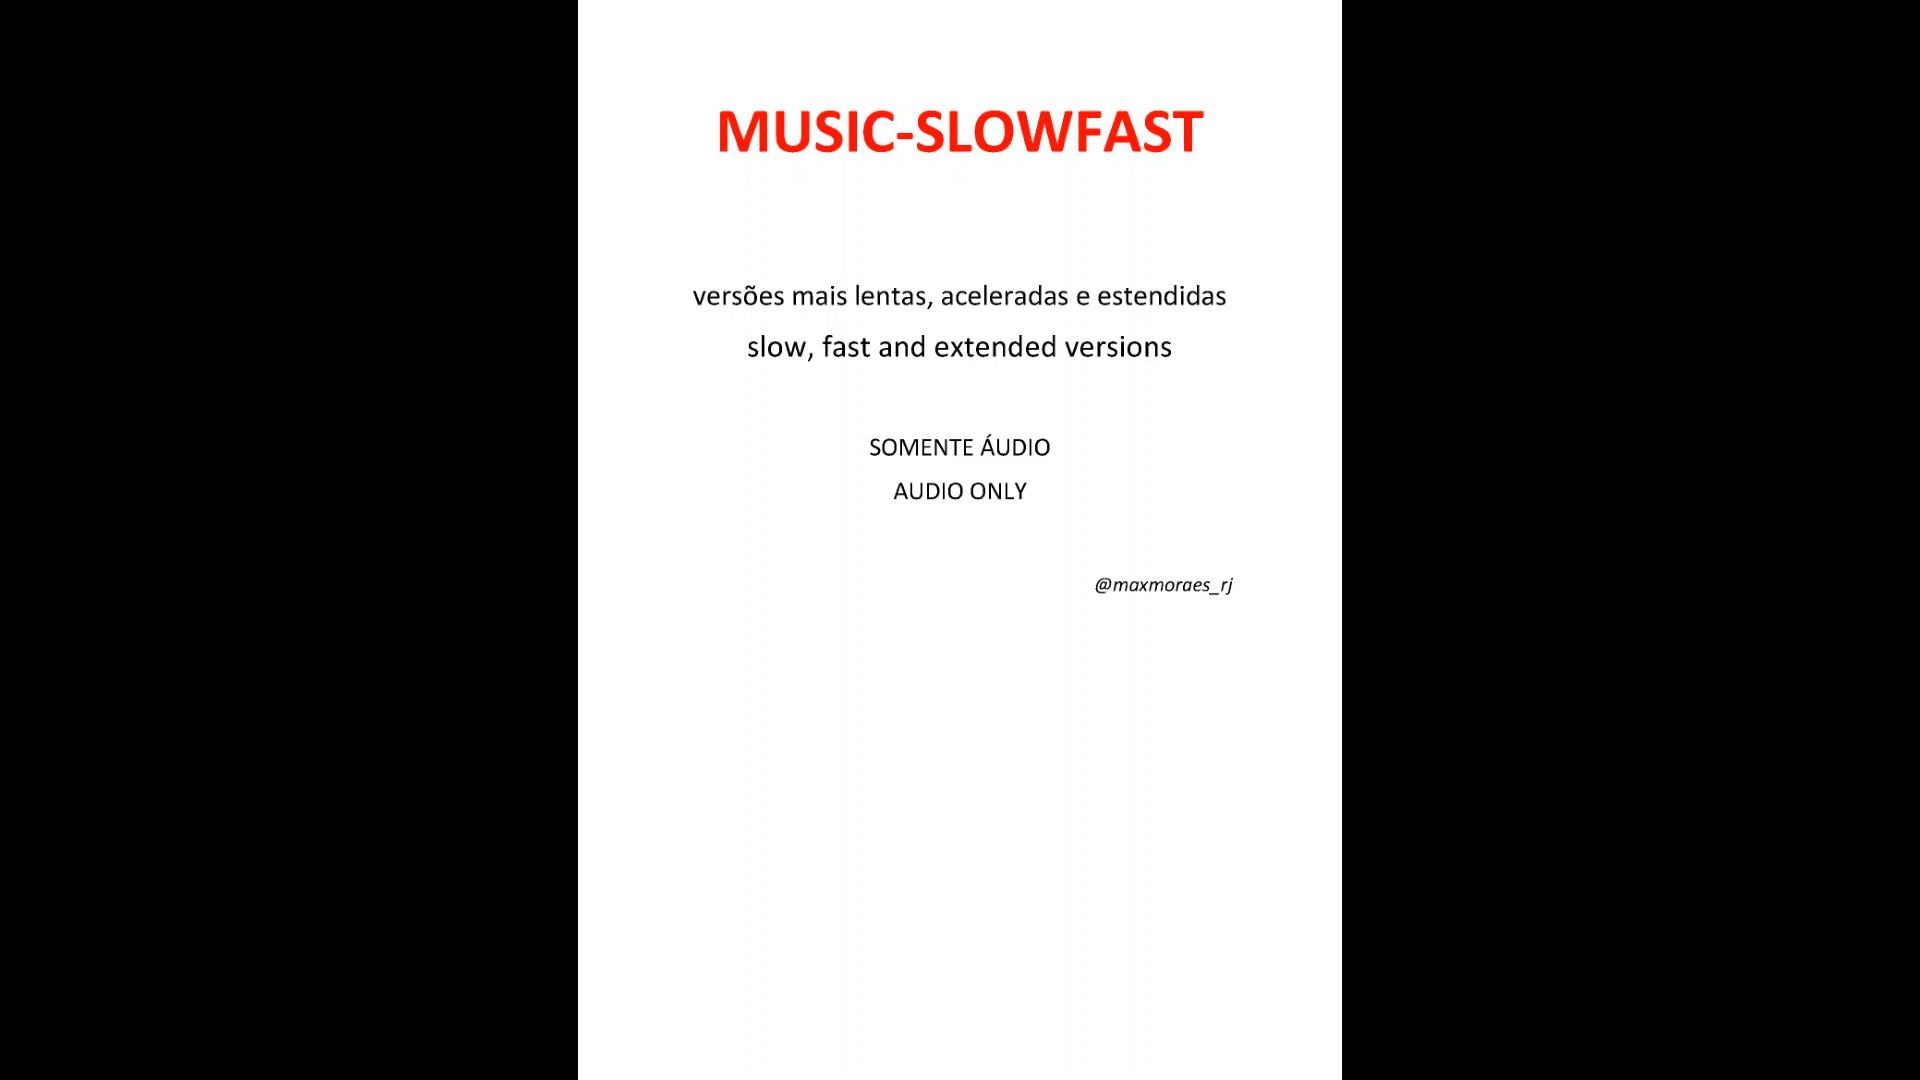 MUSIC-SLOWFAST
versões mais lentas, aceleradas e estendidas
slow, fast and extended versions
SOMENTE ÁUDIO
AUDIO ONLY
@maxmoraes_rj